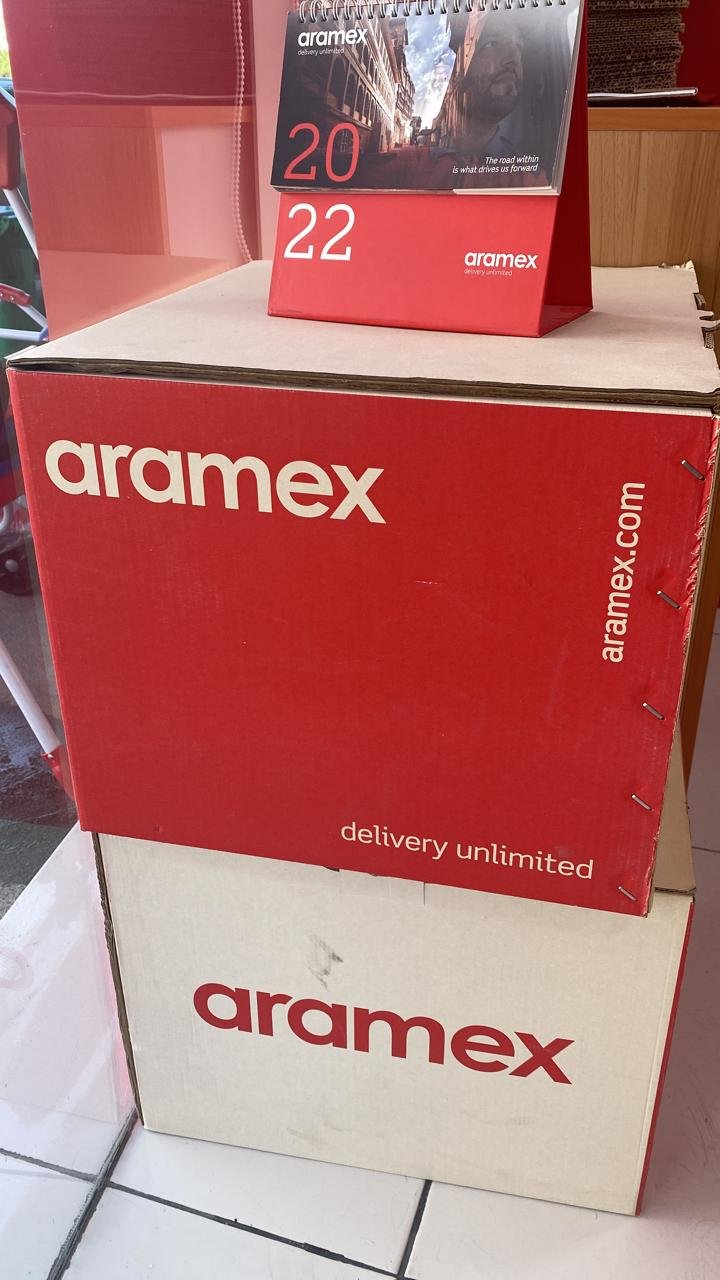 aramex
delivery unlimited
20
The road within
is what drives us forward
22
aramex
delivery unlimited
aramex
aramex.com
delivery unlimited
aramex